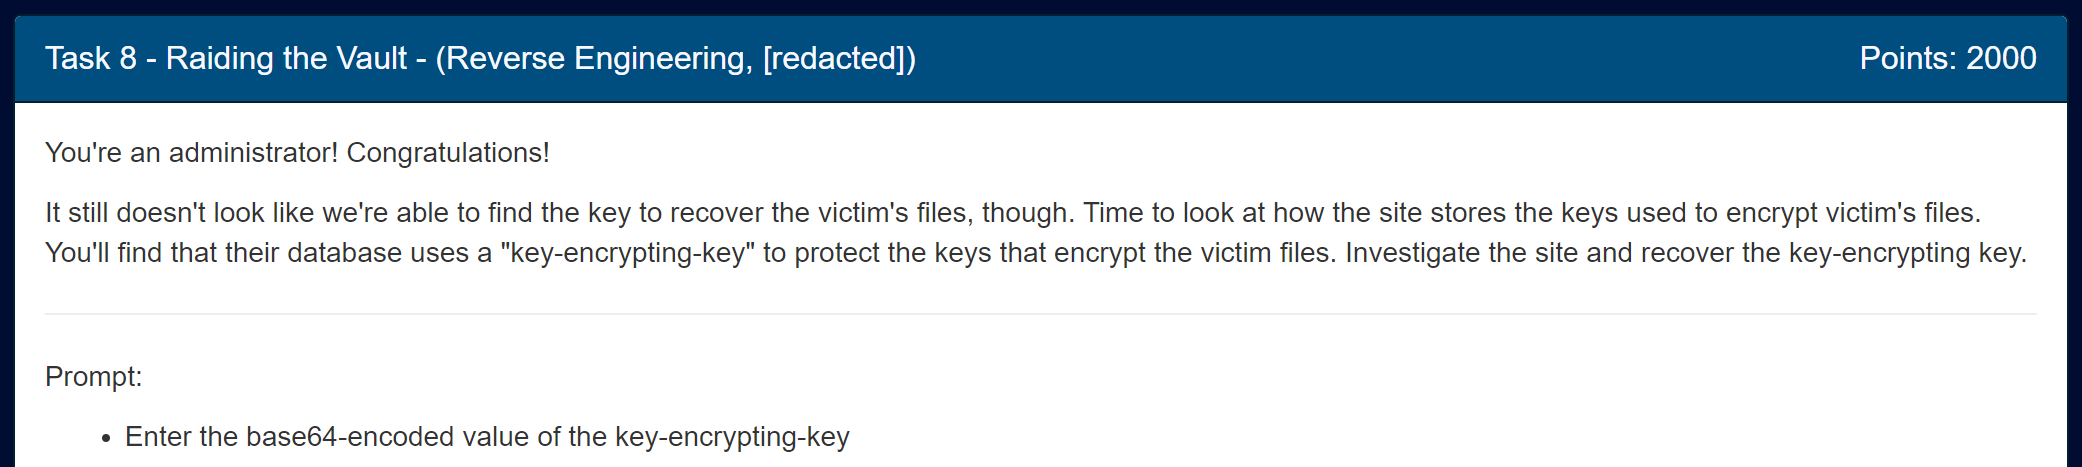 Task 8 - Raiding the Vault - (Reverse Engineering, [redacted])
Points: 2000
You're an administrator! Congratulations!
It still doesn't look like we're able to find the key to recover the victim's files, though. Time to look at how the site stores the keys used to encrypt victim's files.
You'll find that their database uses a "key-encrypting-key" to protect the keys that encrypt the victim files. Investigate the site and recover the key-encrypting key.
Prompt:
• Enter the base64-encoded value of the key-encrypting-key